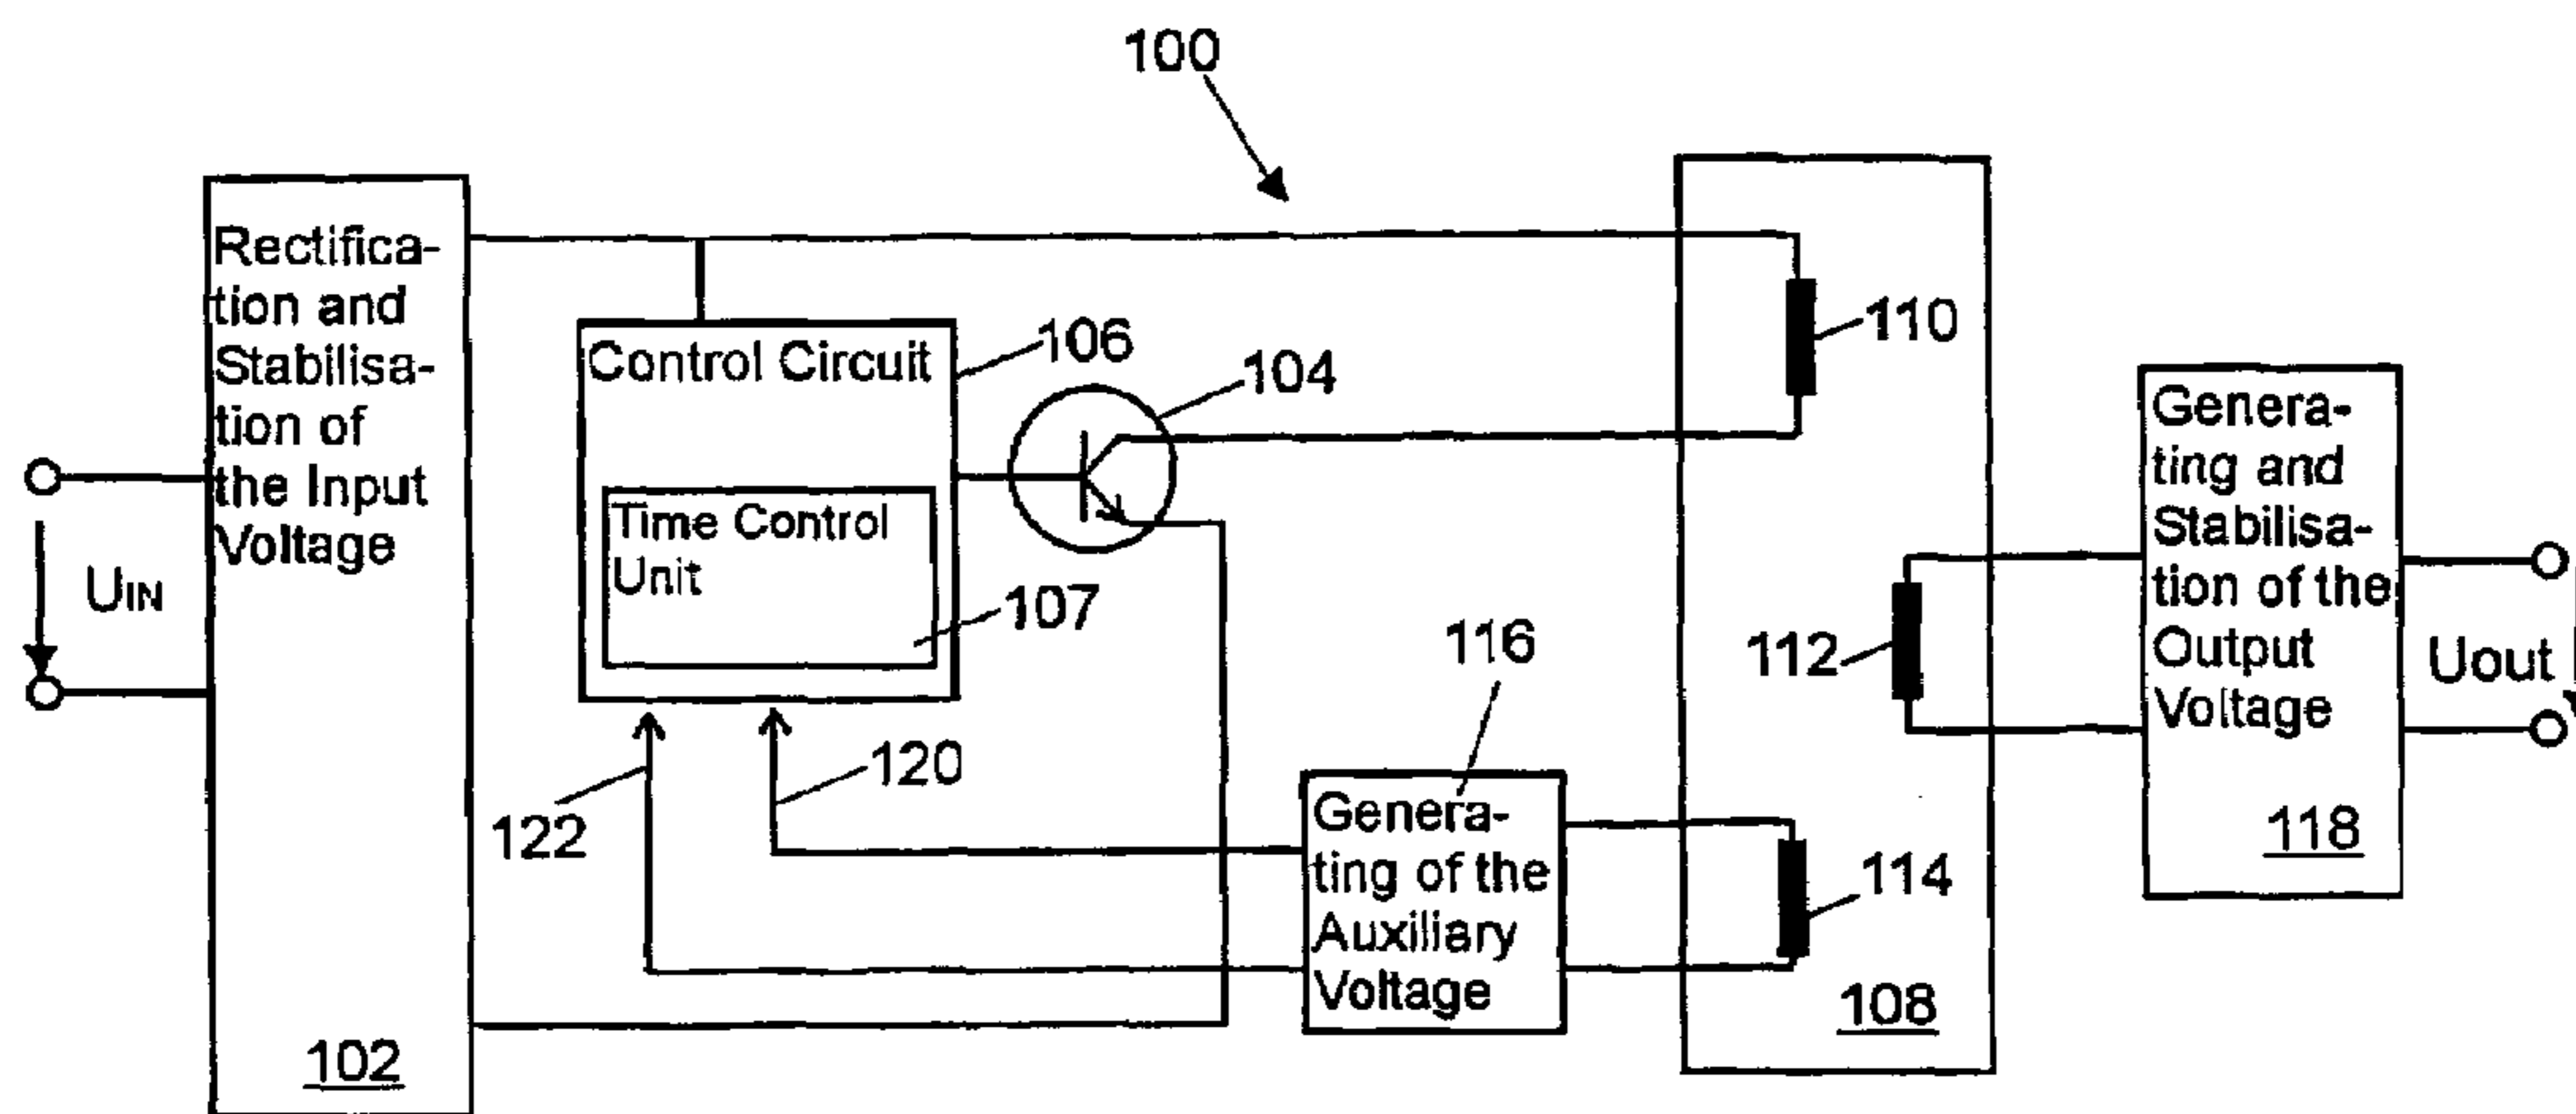 100
Rectifica-
tion and
Stabilisa-
tion of
the Input
Voltage
102
UIN
Control Circuit
106
Time Control
Unit
107
104
110
112
114
108
116
Genera-
ting of the
Auxiliary
Voltage
120
122
Genera-
ting and
Stabilisa-
tion of the
Output
Voltage
118
Uout